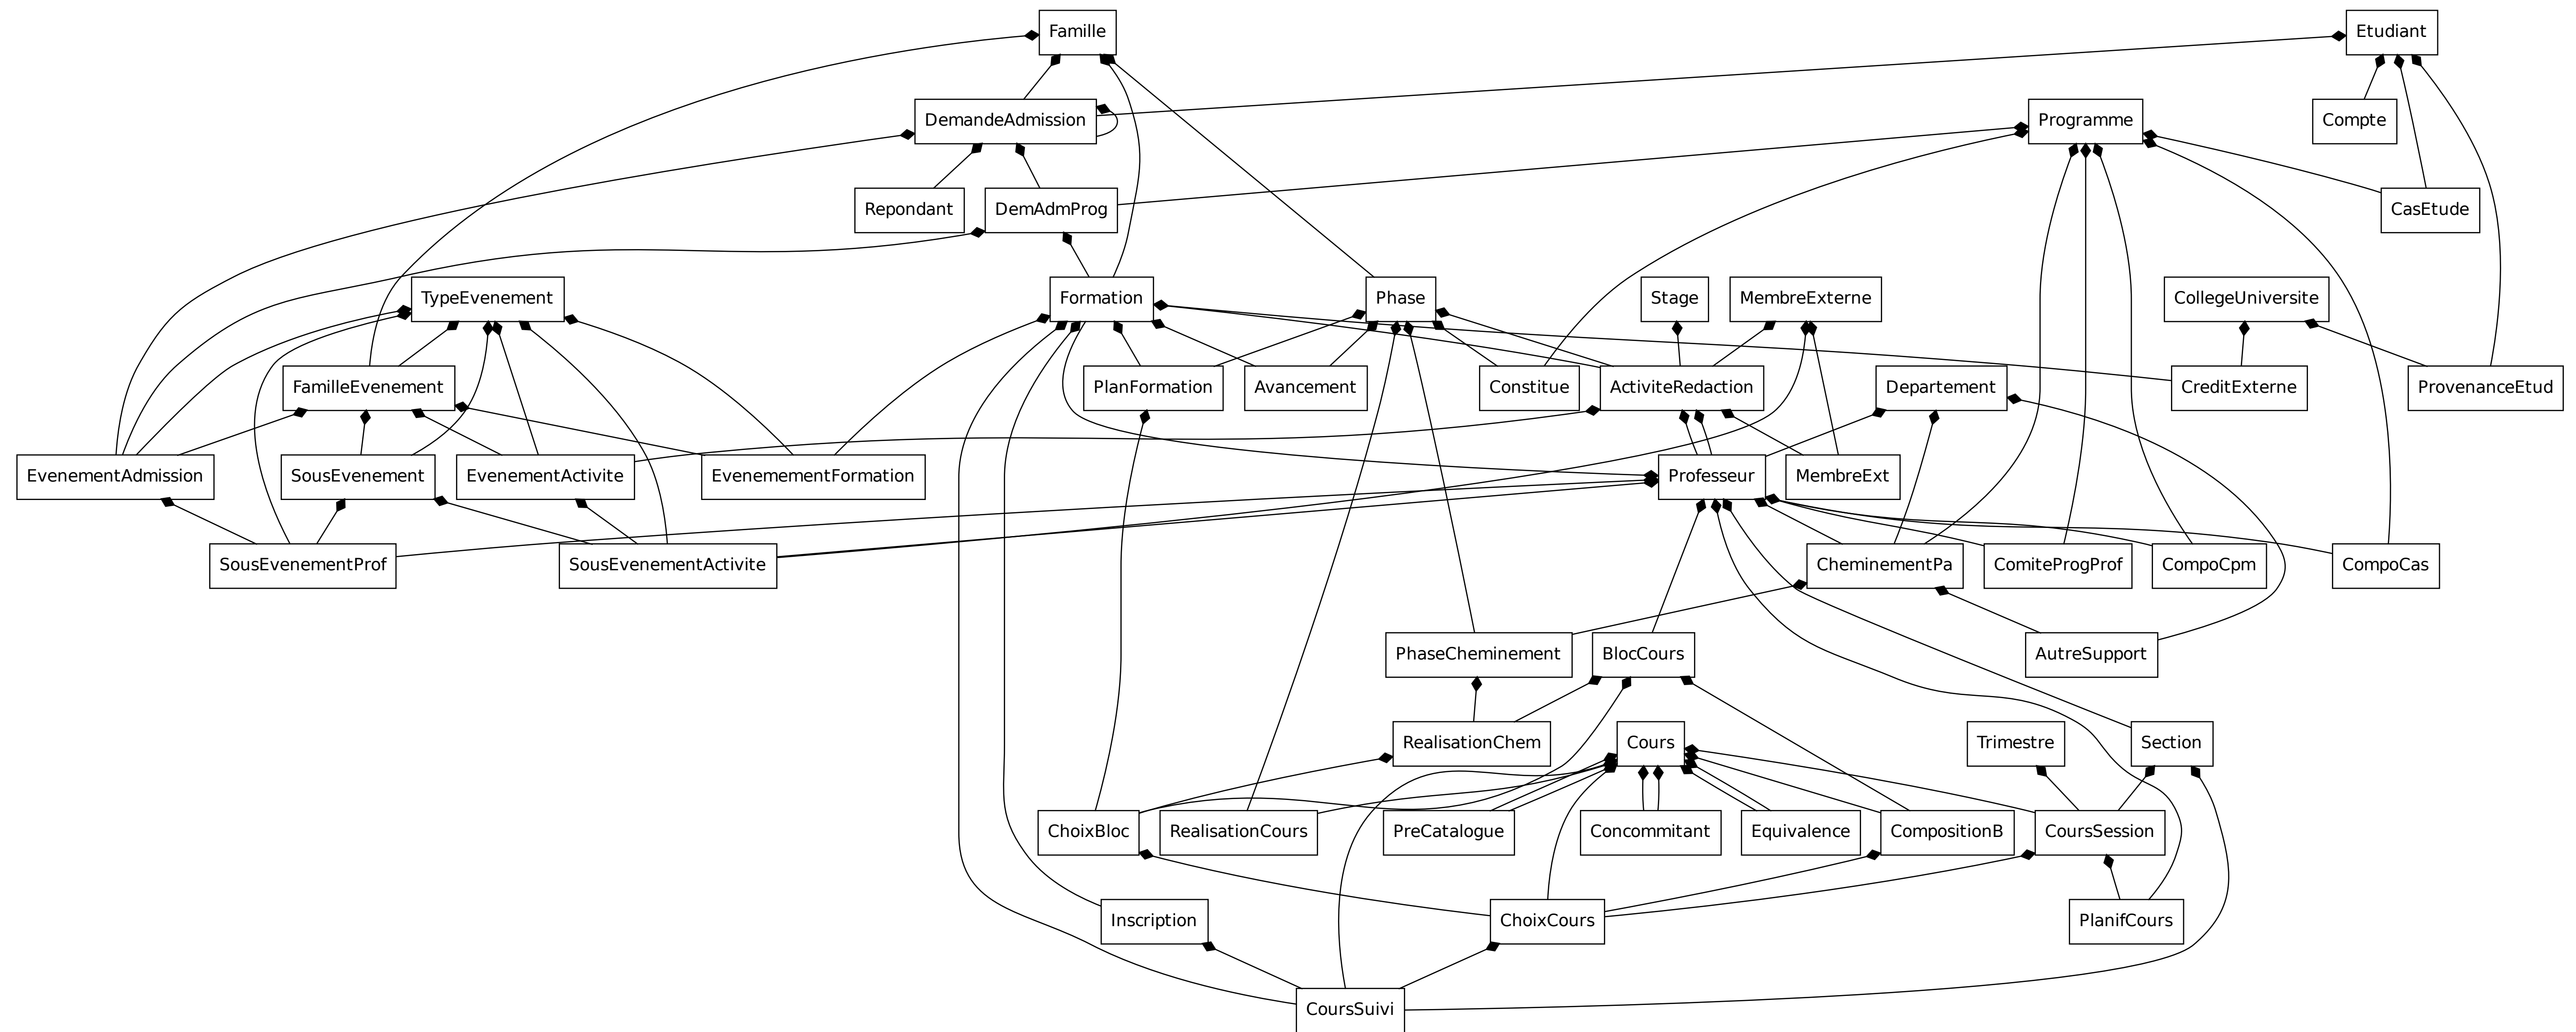 Famille
Etudiant
DemandeAdmission
Programme
Compte
Repondant
DemAdmProg
CasEtude
TypeEvenement
Formation
Phase
Stage
MembreExterne
CollegeUniversite
FamilleEvenement
PlanFormation
Avancement
Constitue
ActiviteRedaction
Departement
CreditExterne
ProvenanceEtud
EvenementAdmission
SousEvenement
EvenementActivite
EvenemementFormation
Professeur
MembreExt
SousEvenementProf
SousEvenementActivite
CheminementPa
ComiteProgProf
CompoCpm
CompoCas
PhaseCheminement
BlocCours
AutreSupport
RealisationChem
Cours
Trimestre
Section
ChoixBloc
RealisationCours
PreCatalogue
Concommitant
Equivalence
CompositionB
CoursSession
Inscription
ChoixCours
PlanifCours
CoursSuivi